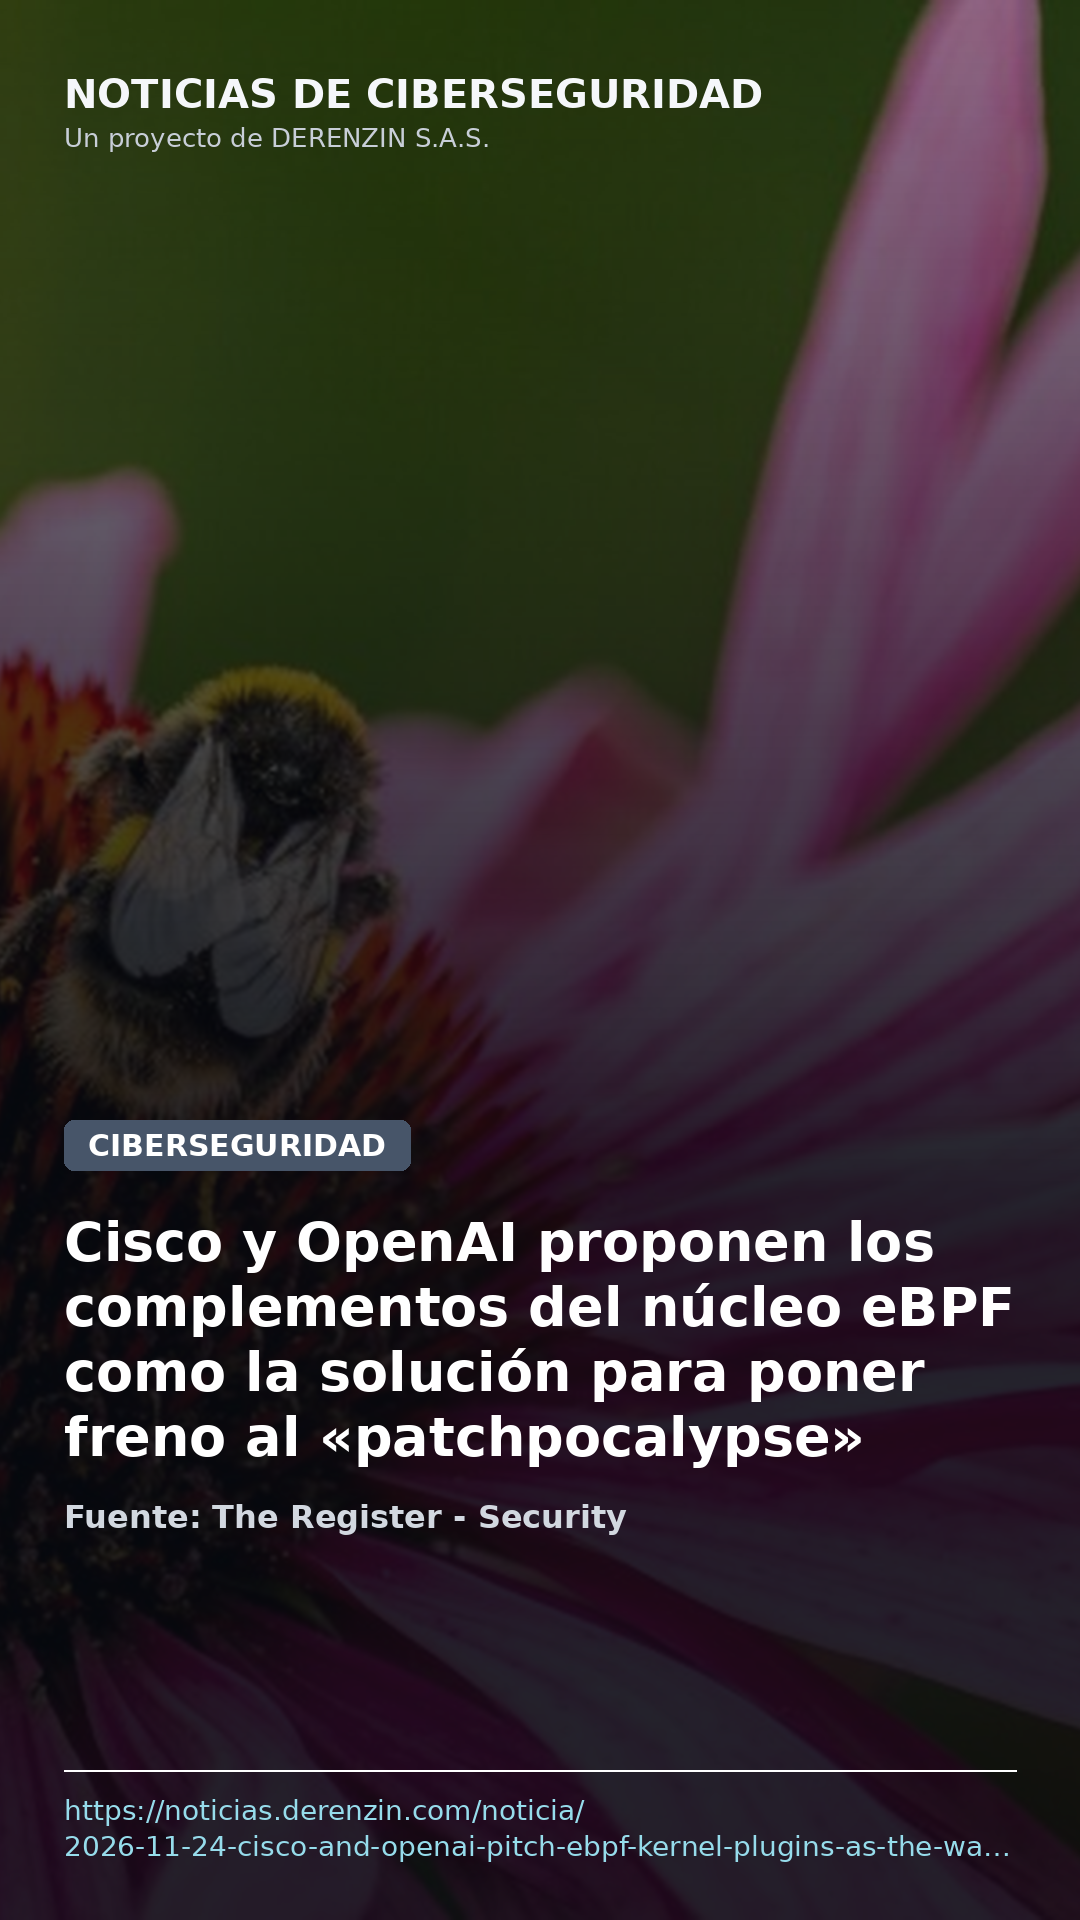 NOTICIAS DE CIBERSEGURIDAD
Un proyecto de DERENZIN S.A.S.
CIBERSEGURIDAD
Cisco y OpenAI proponen los
complementos del núcleo eBPF
como la solución para poner
freno al «patchpocalypse»
Fuente: The Register - Security
https://noticias.derenzin.com/noticia/
2026-11-24-cisco-and-openai-pitch-ebpf-kernel-plugins-as-the-wa…